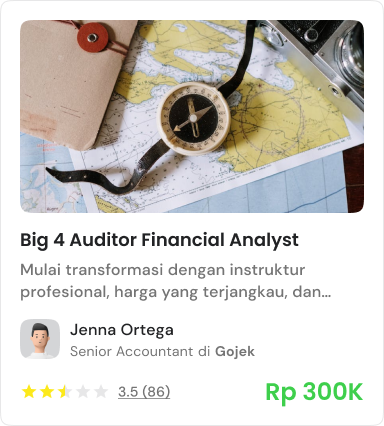 Big 4 Auditor Financial Analyst
Mulai transformasi dengan instruktur
profesional, harga yang terjangkau, dan...
Jenna Ortega
Senior Accountant di Gojek
3.5 (86)
Rp 300K